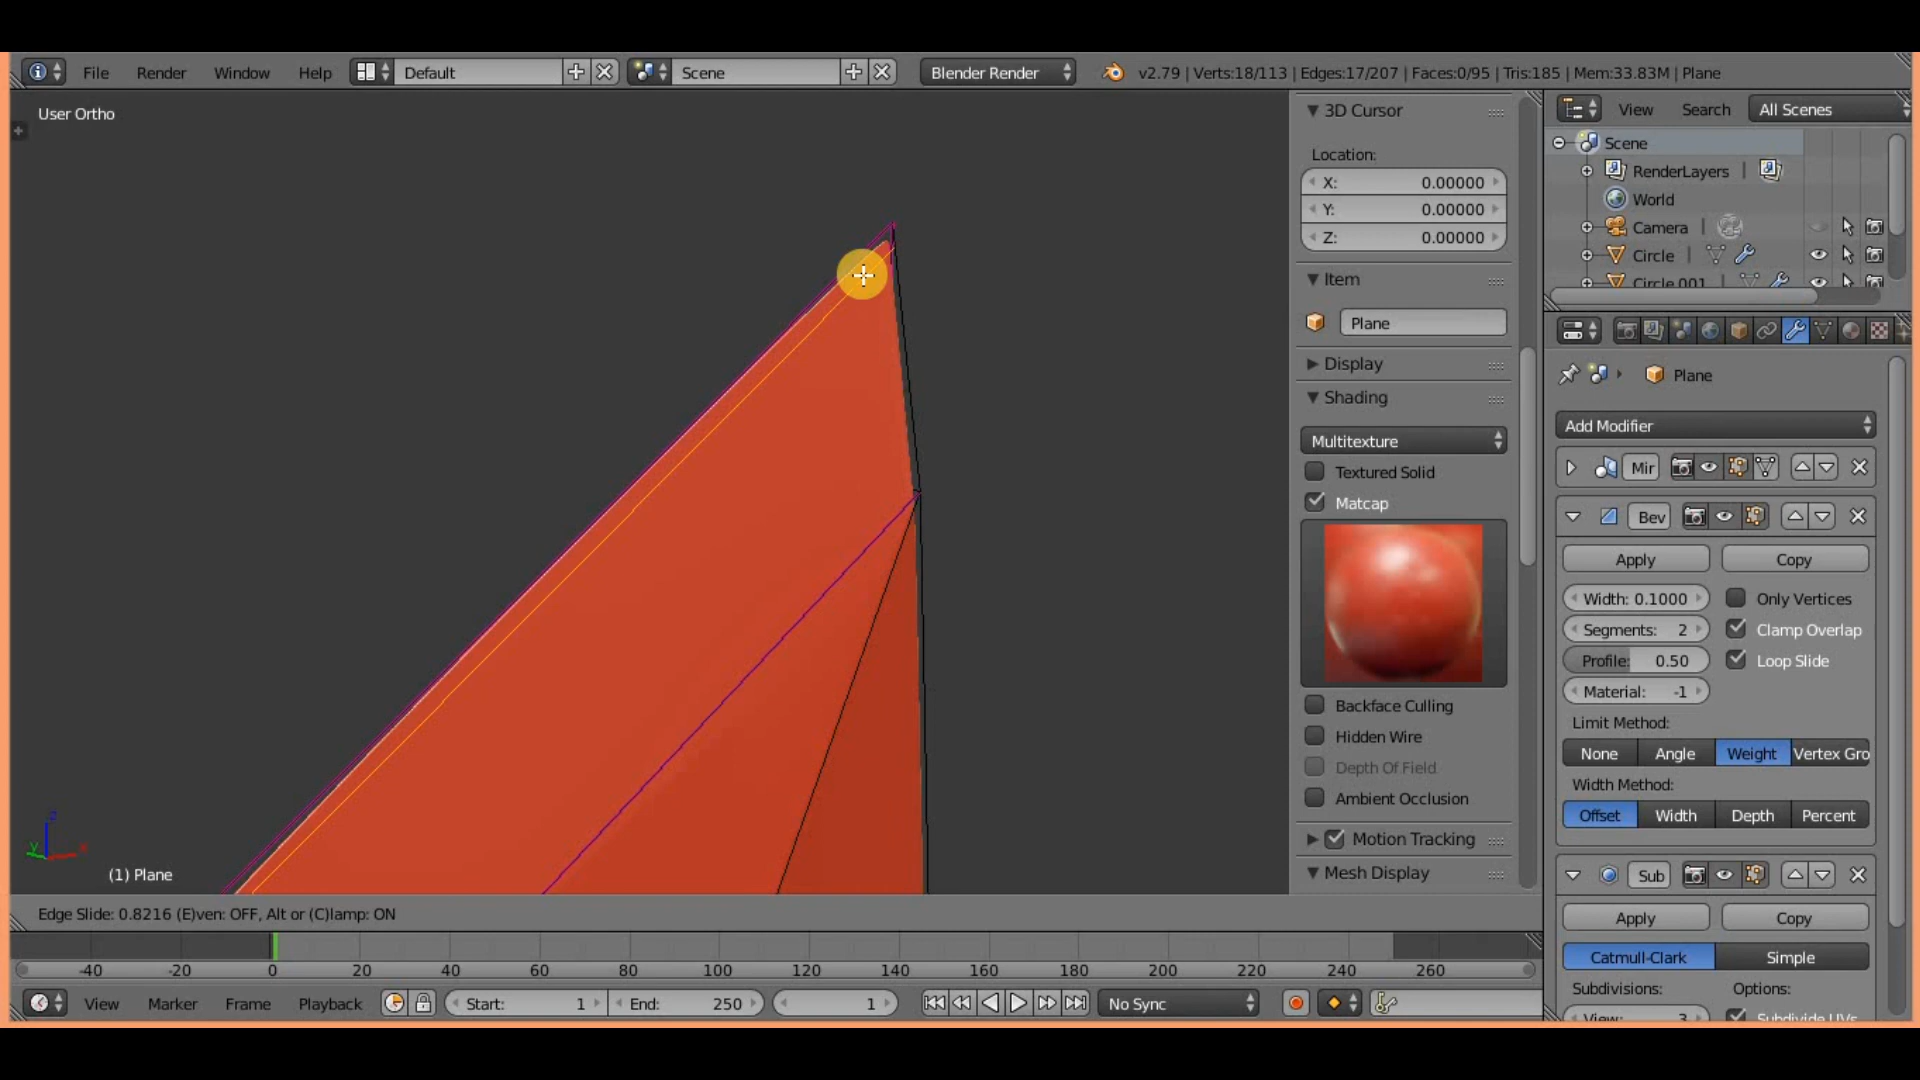 File Render Window Help Default Scene Blender Render v2.79 | Verts:18/113 | Edges:17/207 | Faces:0/95 | Tris:185 | Mem:33.83M | Plane
User Ortho
(1) Plane
3D Cursor
Location:
X: 0.00000
Y: 0.00000
Z: 0.00000
Item
Plane
Display
Shading
Multitexture
Textured Solid
Matcap
Backface Culling
Hidden Wire
Depth Of Field
Ambient Occlusion
Motion Tracking
Mesh Display
View Search All Scenes
Scene
RenderLayers
World
Camera
Circle
Circle.001
Plane
Add Modifier
Mir
Bev
Apply Copy
Width: 0.1000 Only Vertices
Segments: 2 Clamp Overlap
Profile: 0.50 Loop Slide
Material: -1
Limit Method:
None Angle Weight Vertex Gro
Width Method:
Offset Width Depth Percent
Sub
Apply Copy
Catmull-Clark Simple
Subdivisions: Options:
View: 3 Subdivide UVs
Edge Slide: 0.8216 (E)ven: OFF, Alt or (C)lamp: ON
-40 -20 0 20 40 60 80 100 120 140 160 180 200 220 240 260
View Marker Frame Playback Start: 1 End: 250 1 No Sync